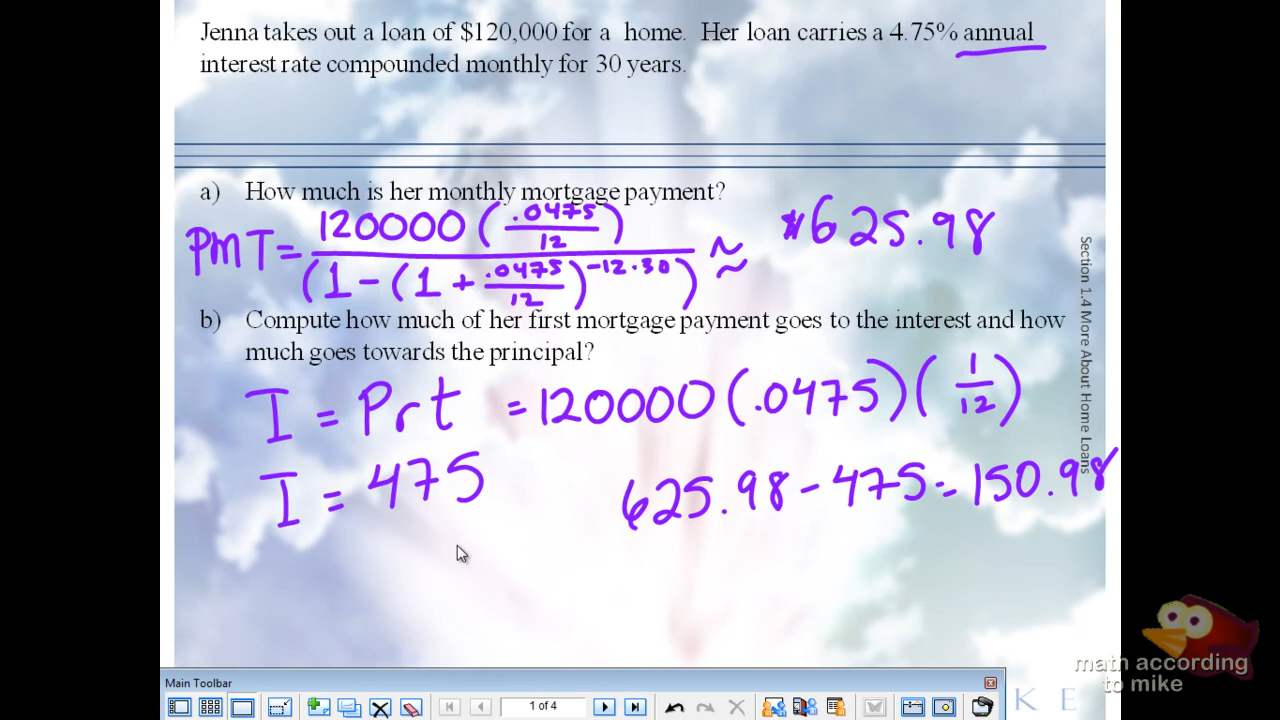 Jenna takes out a loan of $120,000 for a home. Her loan carries a 4.75% annual
interest rate compounded monthly for 30 years.
a) How much is her monthly mortgage payment?
PMT = 120000 (.0475/12) / (1 - (1 + .0475/12)^-12·30) ≈ $625.98
b) Compute how much of her first mortgage payment goes to the interest and how
much goes towards the principal?
I = Prt = 120000 (.0475) (1/12)
I = 475
625.98 - 475 = 150.98
Section 1.4 More About Home Loans
math according
to mike
Main Toolbar
1 of 4
K E